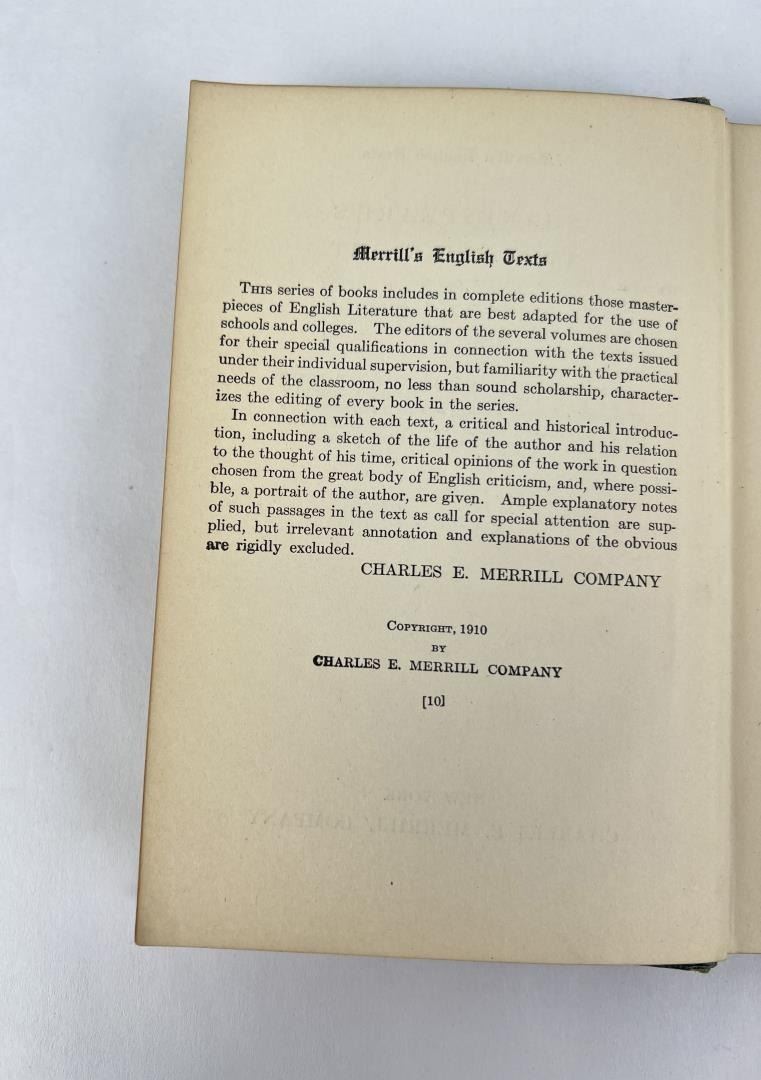 Merrill's English Texts
THIS series of books includes in complete editions those master-
pieces of English Literature that are best adapted for the use of
schools and colleges. The editors of the several volumes are chosen
for their special qualifications in connection with the texts issued
under their individual supervision, but familiarity with the practical
needs of the classroom, no less than sound scholarship, character-
izes the editing of every book in the series.
In connection with each text, a critical and historical introduc-
tion, including a sketch of the life of the author and his relation
to the thought of his time, critical opinions of the work in question
chosen from the great body of English criticism, and, where possi-
ble, a portrait of the author, are given. Ample explanatory notes
of such passages in the text as call for special attention are sup-
plied, but irrelevant annotation and explanations of the obvious
are rigidly excluded.
CHARLES E. MERRILL COMPANY
COPYRIGHT, 1910
BY
CHARLES E. MERRILL COMPANY
[10]